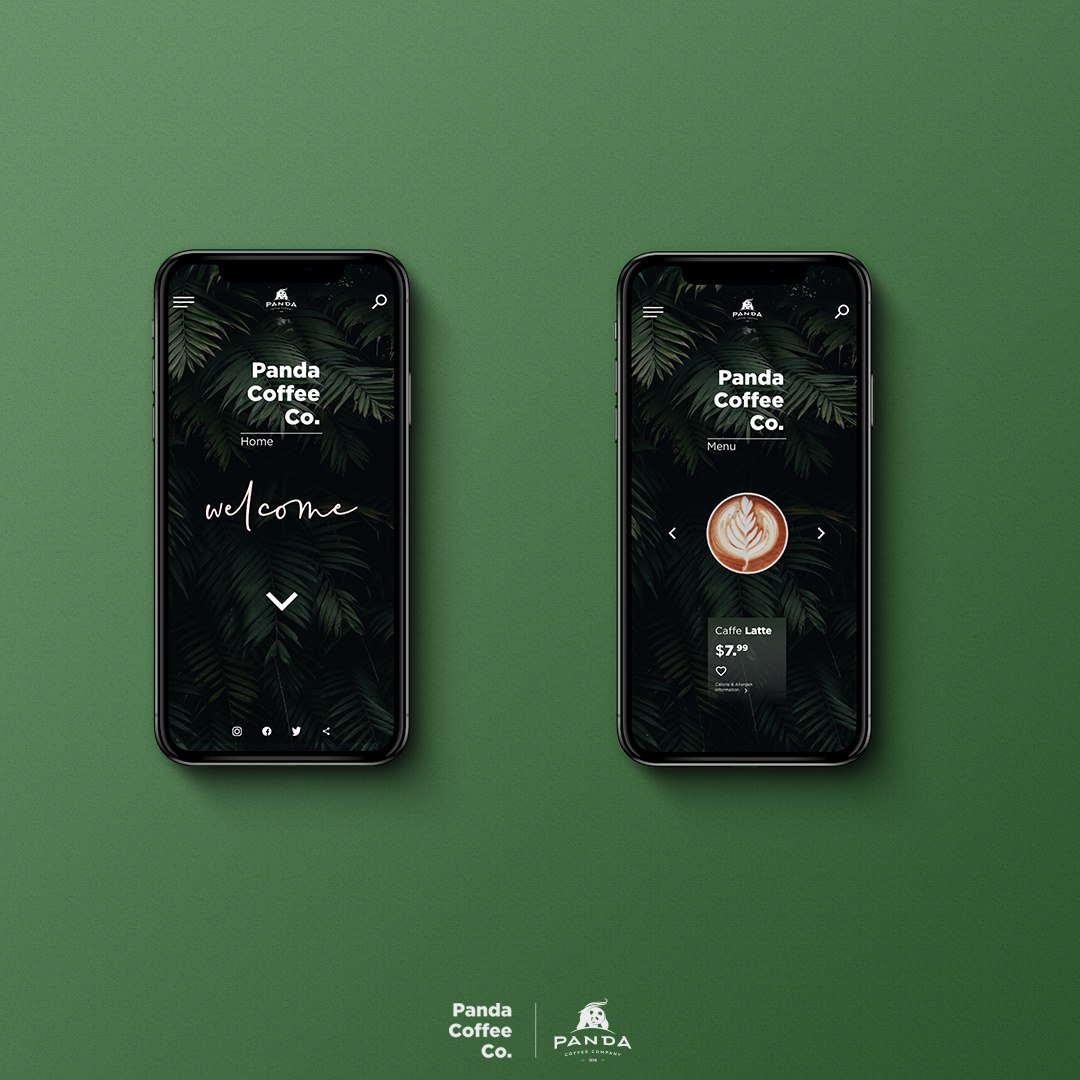 PANDA
Panda
Coffee
Co.
Home
welcome
PANDA
Panda
Coffee
Co.
Menu
Caffe Latte
$7.99
Calorie & Allergen
information
Panda
Coffee
Co.
PANDA
COFFEE COMPANY